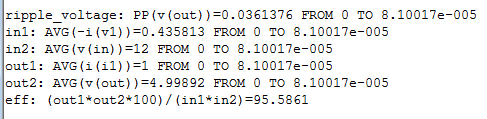 ripple_voltage: PP(v(out))=0.0361376 FROM 0 TO 8.10017e-005
in1: AVG(-i(v1))=0.435813 FROM 0 TO 8.10017e-005
in2: AVG(v(in))=12 FROM 0 TO 8.10017e-005
out1: AVG(i(i1))=1 FROM 0 TO 8.10017e-005
out2: AVG(v(out))=4.99892 FROM 0 TO 8.10017e-005
eff: (out1*out2*100)/(in1*in2)=95.5861